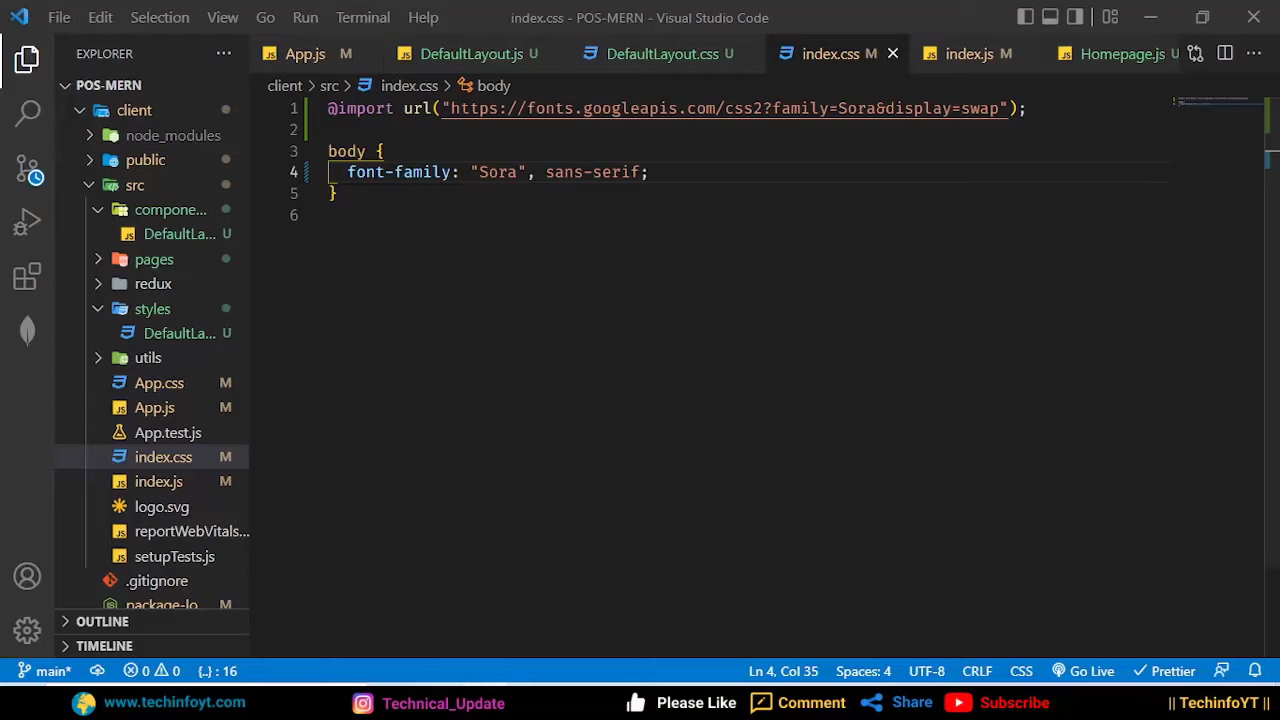 File Edit Selection View Go Run Terminal Help index.css - POS-MERN - Visual Studio Code
EXPLORER
App.js M DefaultLayout.js U DefaultLayout.css U index.css M index.js M Homepage.js U
POS-MERN
client > src > index.css > body
client
node_modules
public
src
compone...
DefaultLa... U
pages
redux
styles
DefaultLa... U
utils
App.css M
App.js M
App.test.js
index.css M
index.js M
logo.svg
reportWebVitals...
setupTests.js
.gitignore
package-lo M
OUTLINE
TIMELINE
1 @import url("https://fonts.googleapis.com/css2?family=Sora&display=swap");
2
3 body {
4 font-family: "Sora", sans-serif;
5 }
6
main* 0 0 {..} : 16 Ln 4, Col 35 Spaces: 4 UTF-8 CRLF CSS Go Live Prettier
www.techinfoyt.com Technical_Update Please Like Comment Share Subscribe || TechinfoYT ||